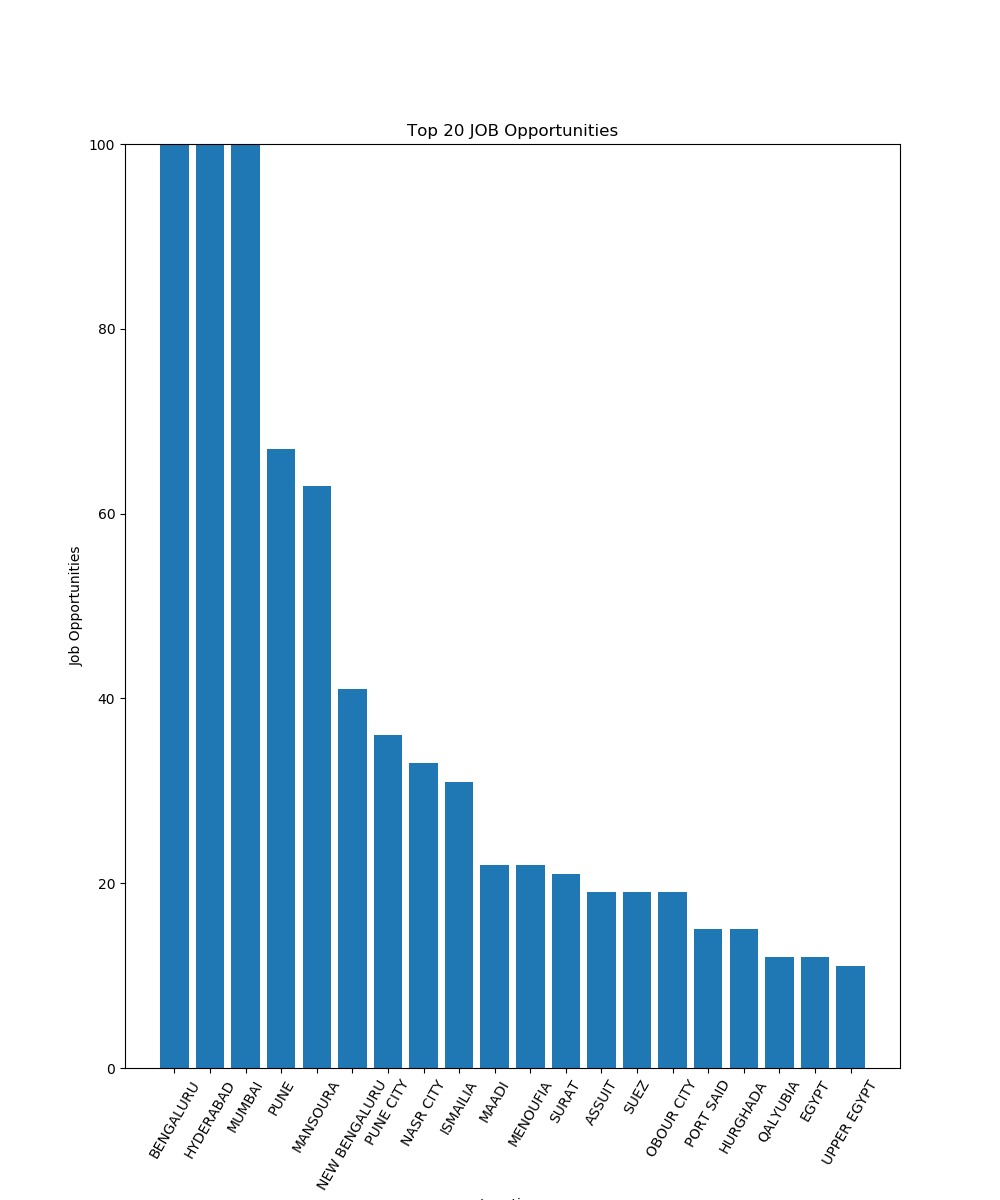 Top 20 JOB Opportunities
100
80
60
40
20
0
Job Opportunities
BENGALURU
HYDERABAD
MUMBAI
PUNE
MANSOURA
NEW BENGALURU
PUNE CITY
NASR CITY
ISMAILIA
MAADI
MENOUFIA
SURAT
ASSUIT
SUEZ
OBOUR CITY
PORT SAID
HURGHADA
QALYUBIA
EGYPT
UPPER EGYPT